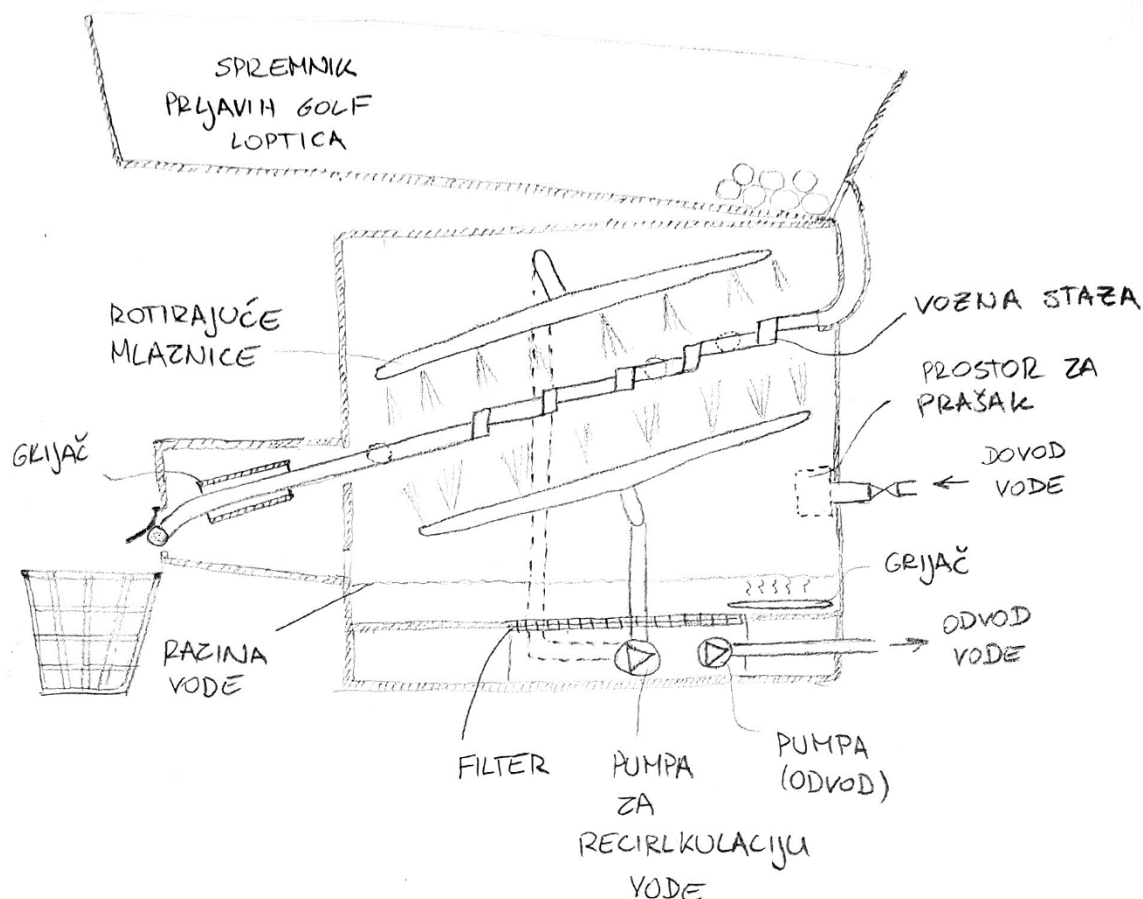 SPREMNIK
PRLJAVIH GOLF
LOPTICA
ROTIRAJUĆE
MLAZNICE
VOZNA STAZA
PROSTOR ZA
PRAŠAK
GRIJAČ
DOVOD
VODE
GRIJAČ
ODVOD
VODE
RAZINA
VODE
FILTER
PUMPA
ZA
RECIRLKULACIJU
VODE
PUMPA
(ODVOD)